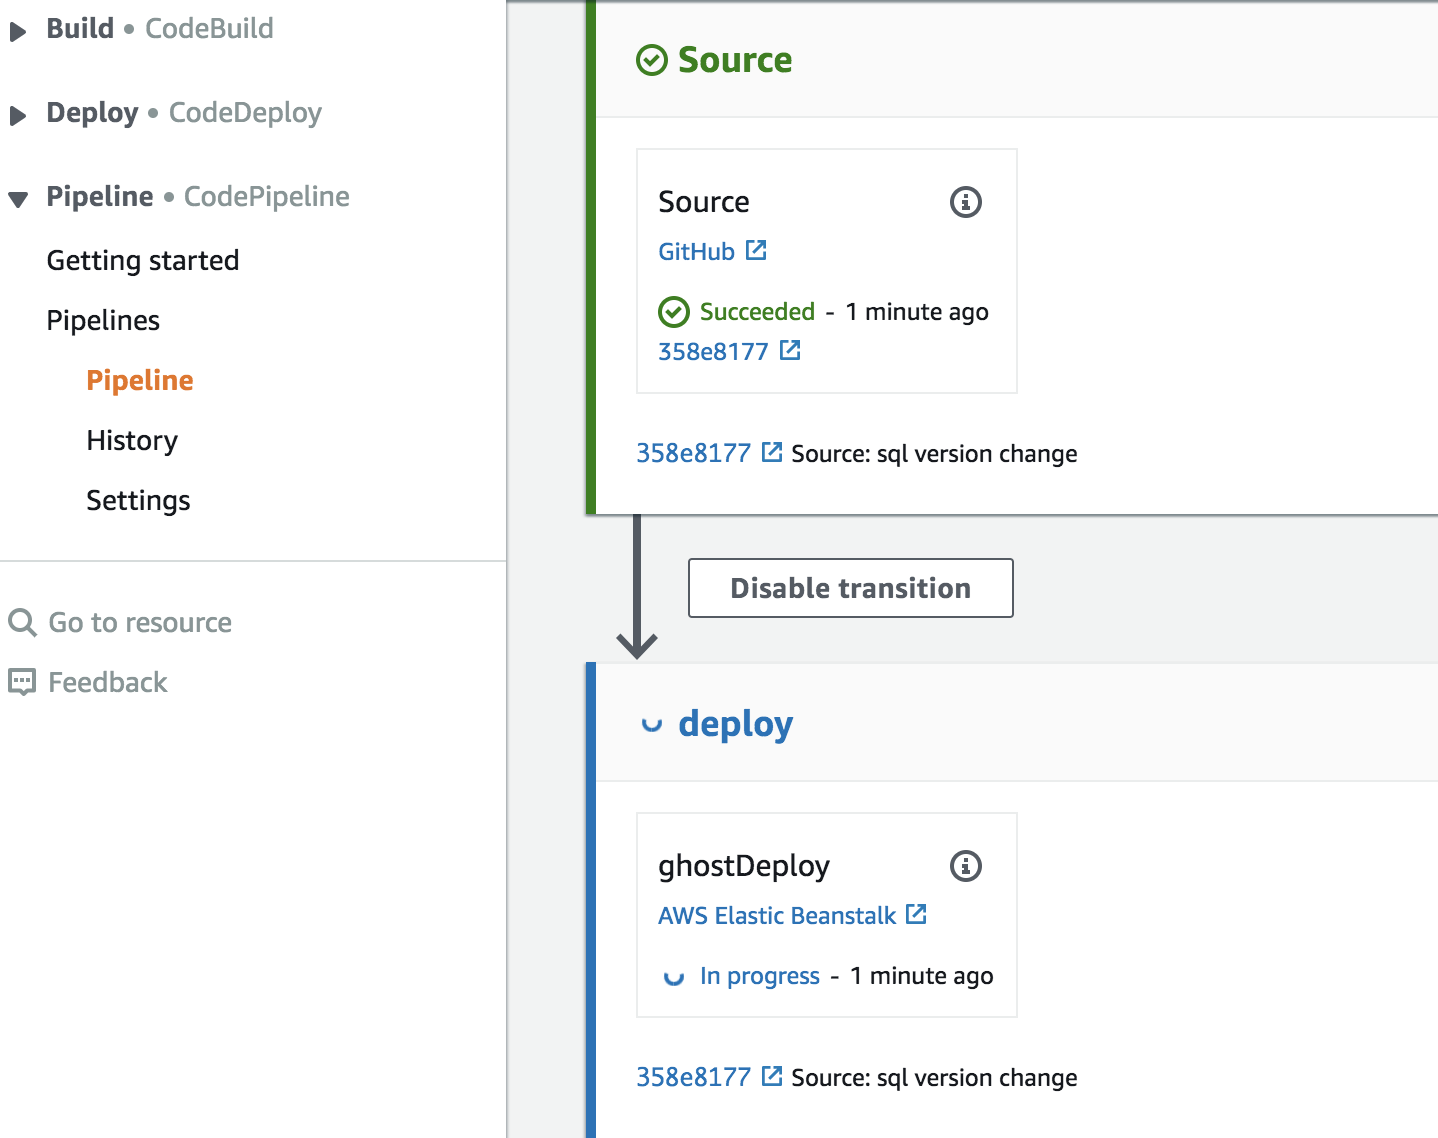 Build • CodeBuild
Deploy • CodeDeploy
Pipeline • CodePipeline
Getting started
Pipelines
Pipeline
History
Settings
Go to resource
Feedback
Source
Source
GitHub
Succeeded - 1 minute ago
358e8177
358e8177 Source: sql version change
Disable transition
deploy
ghostDeploy
AWS Elastic Beanstalk
In progress - 1 minute ago
358e8177 Source: sql version change